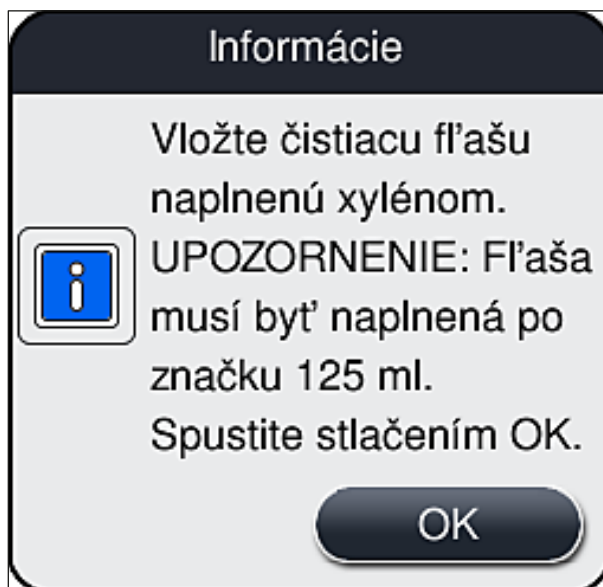 Informácie
Vložte čistiacu fľašu
naplnenú xylénom.
UPOZORNENIE: Fľaša
musí byť naplnená po
značku 125 ml.
Spustite stlačením OK.
OK